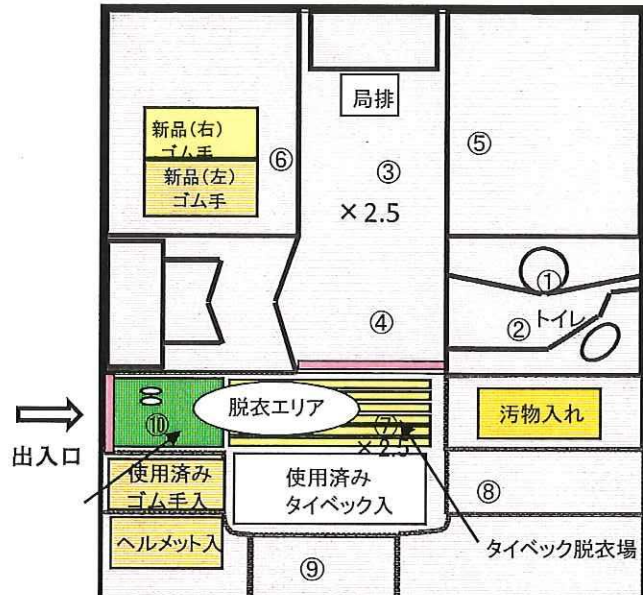 局排
新品(右)
ゴム手
新品(左)
ゴム手
⑥
③
⑤
×2.5
④
①
②
トイレ
出入口
⑩
脱衣エリア
⑦
×2.5
汚物入れ
使用済み
ゴム手入
使用済み
タイベック入
⑧
ヘルメット入
⑨
タイベック脱衣場